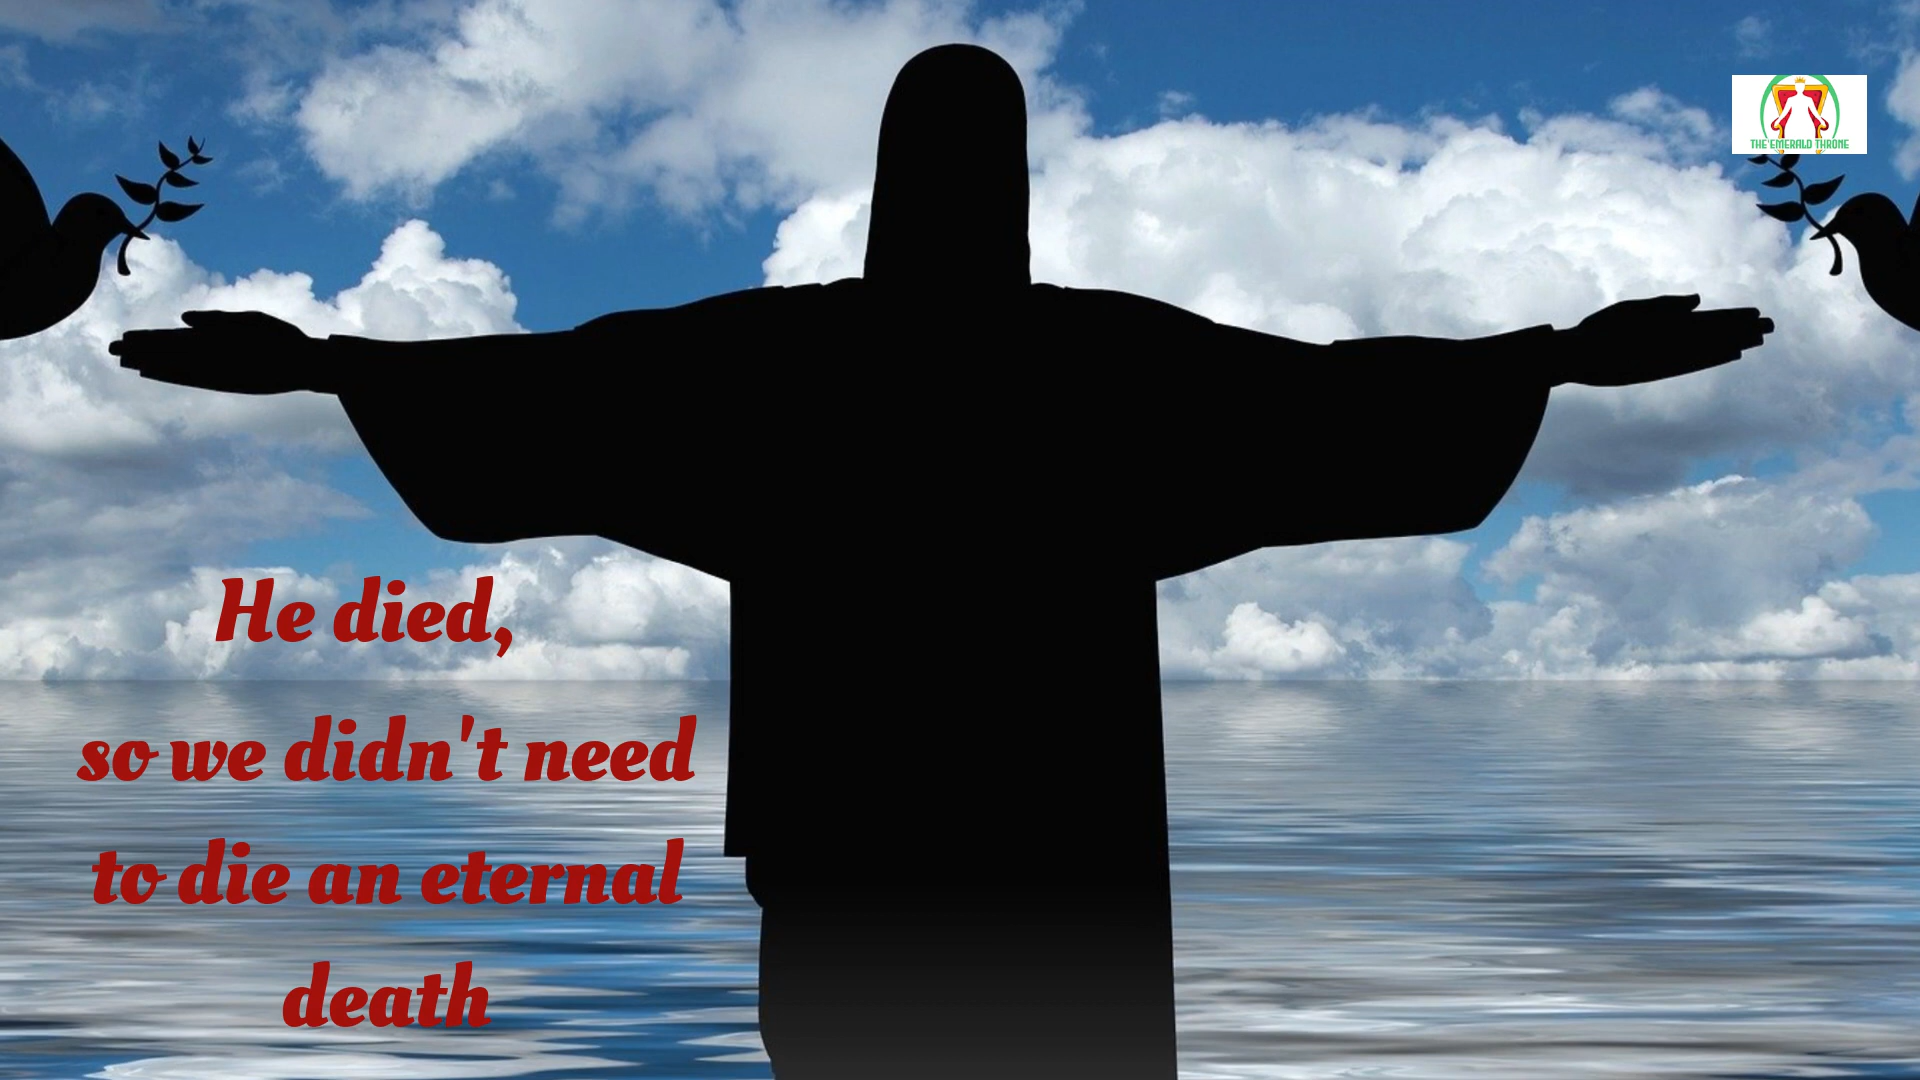 THE EMERALD THRONE
He died,
so we didn't need
to die an eternal
death